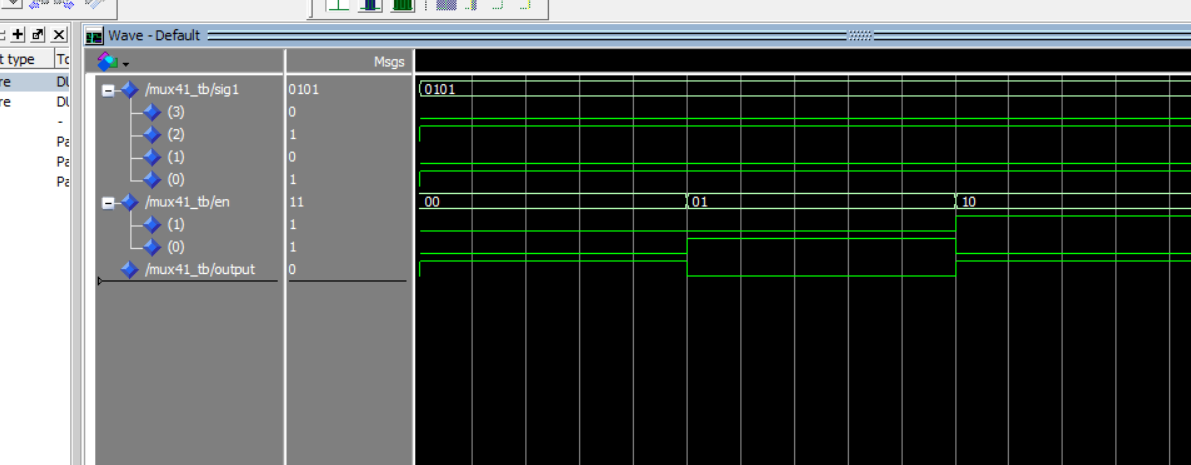 Wave - Default
t type To
Msgs
re DU
/mux41_tb/sig1 0101 0101
re DU
(3) 0
-
(2) 1
Pa
(1) 0
Pa
(0) 1
Pa
/mux41_tb/en 11 00 01 10
(1) 1
(0) 1
/mux41_tb/output 0